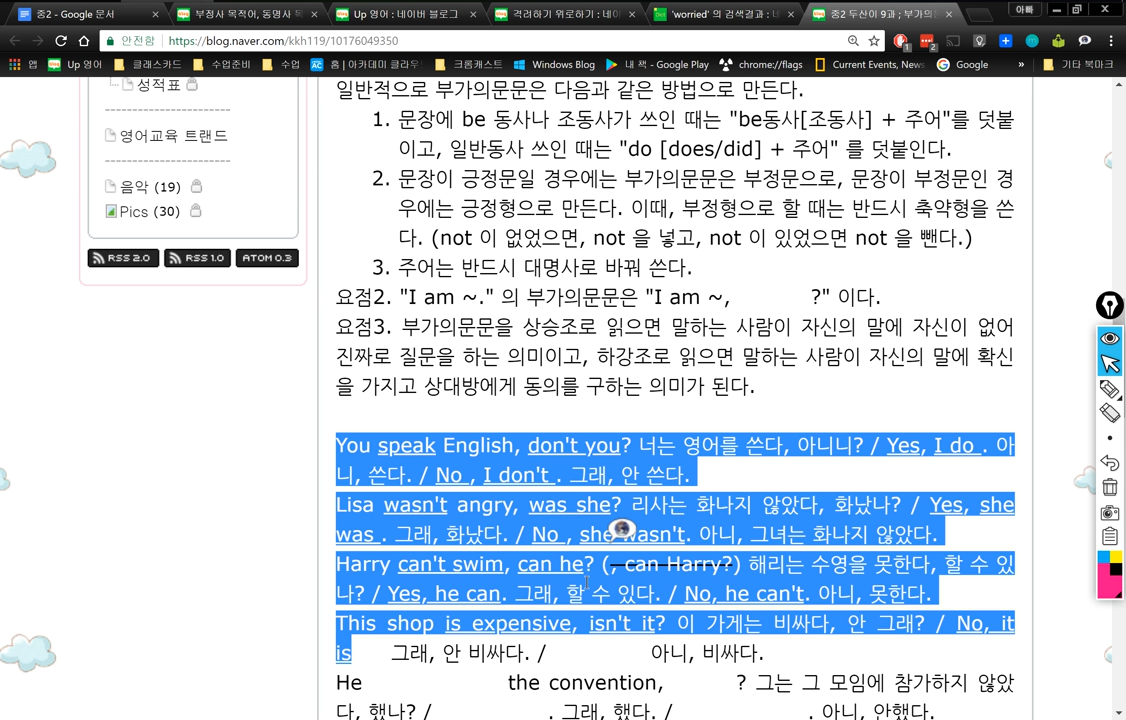 중2 - Google 문서
부정사 목적어, 동명사 목
Up 영어 : 네이버 블로그
격려하기 위로하기 : 네이
'worried' 의 검색결과 : 네
중2 두산이 9과 ; 부가의
아빠
안전함
https://blog.naver.com/kkh119/10176049350
1
2
앱
Up 영어
클래스카드
수업준비
수업
홈 | 아카데미 클라우
크롬캐스트
Windows Blog
내 책 - Google Play
chrome://flags
Current Events, New
Google
»
기타 북마크
성적표
영어교육 트랜드
음악 (19)
Pics (30)
RSS 2.0
RSS 1.0
ATOM 0.3
일반적으로 부가의문문은 다음과 같은 방법으로 만든다.
1. 문장에 be 동사나 조동사가 쓰인 때는 "be동사[조동사] + 주어"를 덧붙
이고, 일반동사 쓰인 때는 "do [does/did] + 주어" 를 덧붙인다.
2. 문장이 긍정문일 경우에는 부가의문문은 부정문으로, 문장이 부정문인 경
우에는 긍정형으로 만든다. 이때, 부정형으로 할 때는 반드시 축약형을 쓴
다. (not 이 없었으면, not 을 넣고, not 이 있었으면 not 을 뺀다.)
3. 주어는 반드시 대명사로 바꿔 쓴다.
요점2. "I am ~." 의 부가의문문은 "I am ~, ?" 이다.
요점3. 부가의문문을 상승조로 읽으면 말하는 사람이 자신의 말에 자신이 없어
진짜로 질문을 하는 의미이고, 하강조로 읽으면 말하는 사람이 자신의 말에 확신
을 가지고 상대방에게 동의를 구하는 의미가 된다.
You speak English, don't you? 너는 영어를 쓴다, 아니니? / Yes, I do . 아
니, 쓴다. / No , I don't . 그래, 안 쓴다.
Lisa wasn't angry, was she? 리사는 화나지 않았다, 화났나? / Yes, she
was . 그래, 화났다. / No , she wasn't. 아니, 그녀는 화나지 않았다.
Harry can't swim, can he? (, can Harry?) 해리는 수영을 못한다, 할 수 있
나? / Yes, he can. 그래, 할 수 있다. / No, he can't. 아니, 못한다.
This shop is expensive, isn't it? 이 가게는 비싸다, 안 그래? / No, it
is 그래, 안 비싸다. / 아니, 비싸다.
He the convention, ? 그는 그 모임에 참가하지 않았
다, 했나? / . 그래, 했다. / . 아니, 안했다.